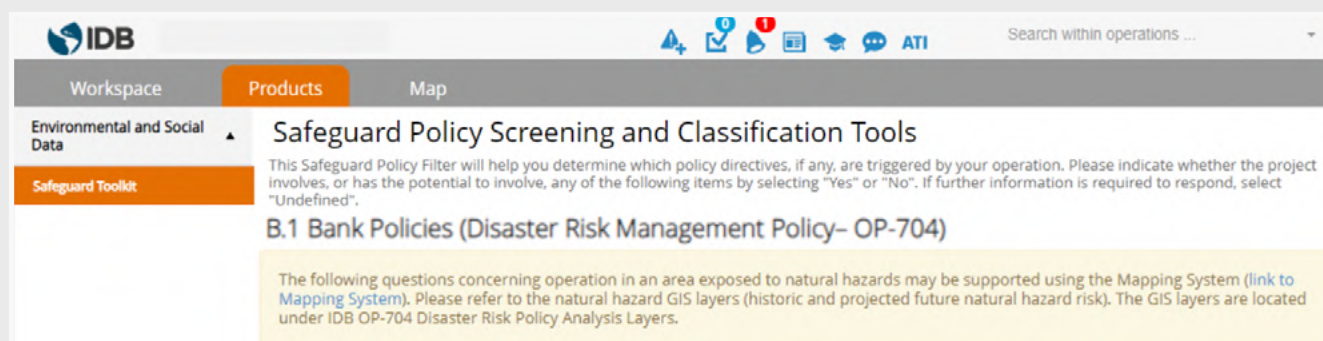 IDB
0
1
ATI
Search within operations ...
Workspace
Products
Map
Environmental and Social
Data
Safeguard Toolkit
Safeguard Policy Screening and Classification Tools
This Safeguard Policy Filter will help you determine which policy directives, if any, are triggered by your operation. Please indicate whether the project
involves, or has the potential to involve, any of the following items by selecting "Yes" or "No". If further information is required to respond, select
"Undefined".
B.1 Bank Policies (Disaster Risk Management Policy– OP-704)
The following questions concerning operation in an area exposed to natural hazards may be supported using the Mapping System (link to
Mapping System). Please refer to the natural hazard GIS layers (historic and projected future natural hazard risk). The GIS layers are located
under IDB OP-704 Disaster Risk Policy Analysis Layers.